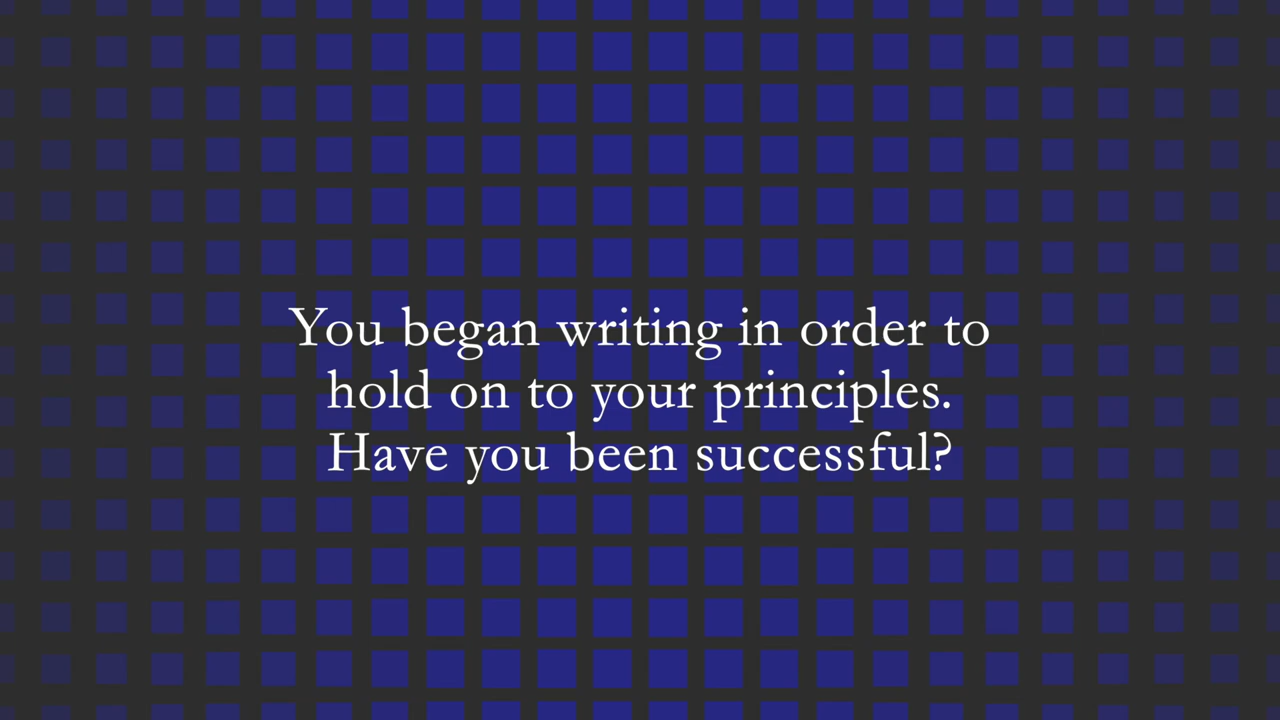 You began writing in order to
hold on to your principles.
Have you been successful?